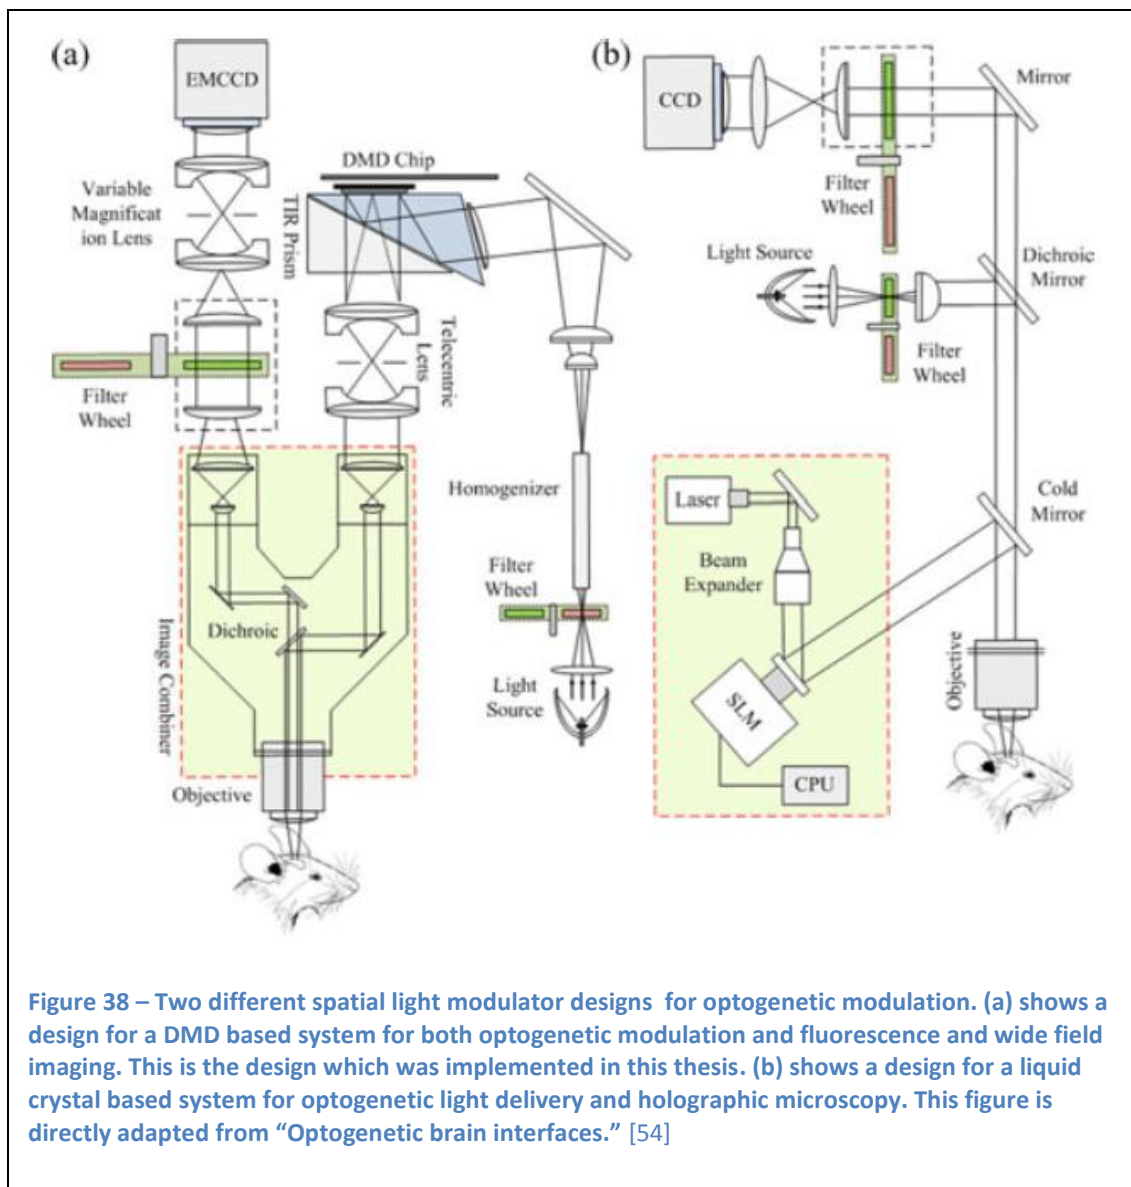 (a)
EMCCD
Variable
Magnificat
ion Lens
Filter
Wheel
DMD Chip
TIR Prism
Telecentric
Lens
Homogenizer
Filter
Wheel
Light
Source
Dichroic
Image Combiner
Objective
(b)
CCD
Mirror
Filter
Wheel
Light Source
Dichroic
Mirror
Filter
Wheel
Cold
Mirror
Laser
Beam
Expander
SLM
CPU
Objective
Figure 38 – Two different spatial light modulator designs for optogenetic modulation. (a) shows a
design for a DMD based system for both optogenetic modulation and fluorescence and wide field
imaging. This is the design which was implemented in this thesis. (b) shows a design for a liquid
crystal based system for optogenetic light delivery and holographic microscopy. This figure is
directly adapted from “Optogenetic brain interfaces.” [54]